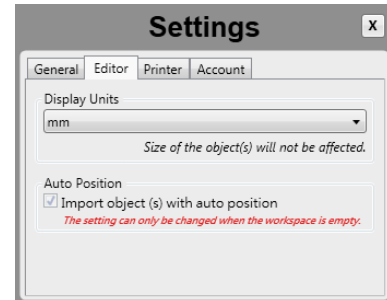 Settings
X
General Editor Printer Account
Display Units
mm
Size of the object(s) will not be affected.
Auto Position
Import object (s) with auto position
The setting can only be changed when the workspace is empty.